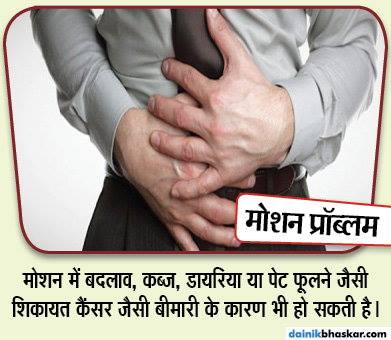 मोशन प्रॉब्लम
मोशन में बदलाव, कब्ज, डायरिया या पेट फूलने जैसी
शिकायत कैंसर जैसी बीमारी के कारण भी हो सकती है।
dainikbhaskar.com